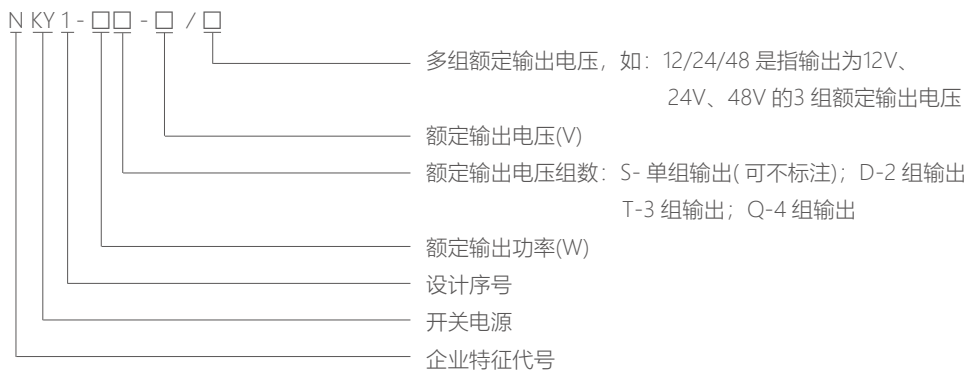 N KY 1 - □□ - □ / □
多组额定输出电压，如：12/24/48 是指输出为12V、
24V、48V 的3 组额定输出电压
额定输出电压(V)
额定输出电压组数：S- 单组输出( 可不标注)；D-2 组输出
T-3 组输出；Q-4 组输出
额定输出功率(W)
设计序号
开关电源
企业特征代号